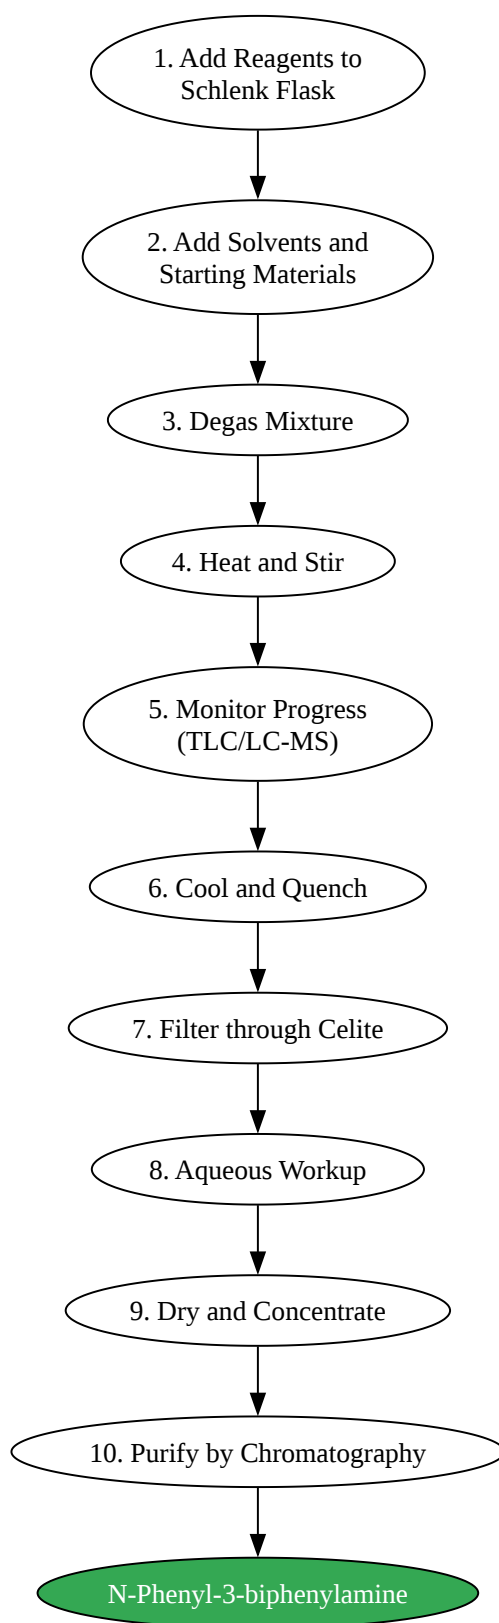 1. Add Reagents to
Schlenk Flask
2. Add Solvents and
Starting Materials
3. Degas Mixture
4. Heat and Stir
5. Monitor Progress
(TLC/LC-MS)
6. Cool and Quench
7. Filter through Celite
8. Aqueous Workup
9. Dry and Concentrate
10. Purify by Chromatography
N-Phenyl-3-biphenylamine